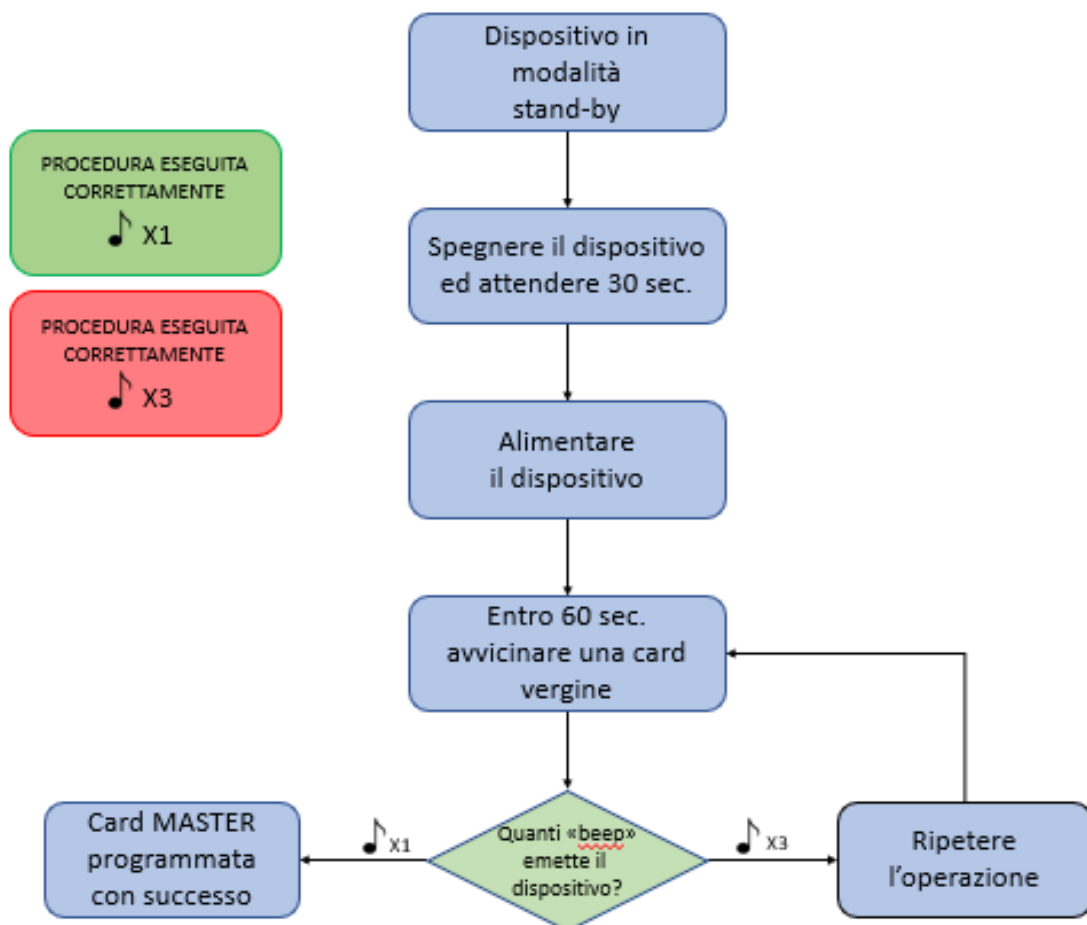 Dispositivo in
modalità
stand-by
PROCEDURA ESEGUITA
CORRETTAMENTE
X1
Spegnere il dispositivo
ed attendere 30 sec.
PROCEDURA ESEGUITA
CORRETTAMENTE
X3
Alimentare
il dispositivo
Entro 60 sec.
avvicinare una card
vergine
Card MASTER
programmata
con successo
X1
Quanti «beep»
emette il
dispositivo?
X3
Ripetere
l'operazione